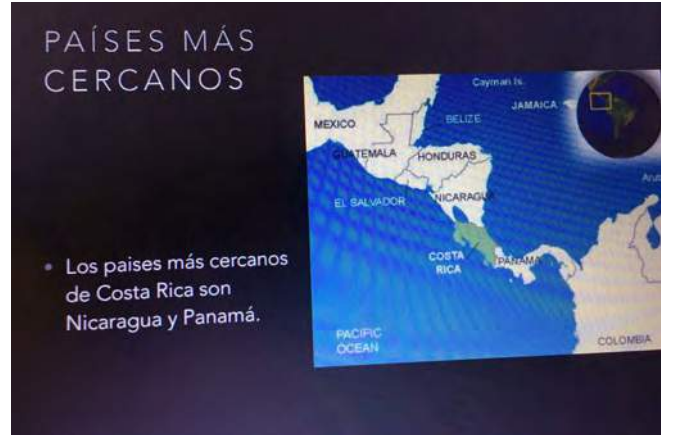 PAÍSES MÁS
CERCANOS
Los paises más cercanos
de Costa Rica son
Nicaragua y Panamá.
Cayman Is.
JAMAICA
BELIZE
MEXICO
GUATEMALA
HONDURAS
EL SALVADOR
NICARAGUA
COSTA
RICA
PANAMA
PACIFIC
OCEAN
COLOMBIA